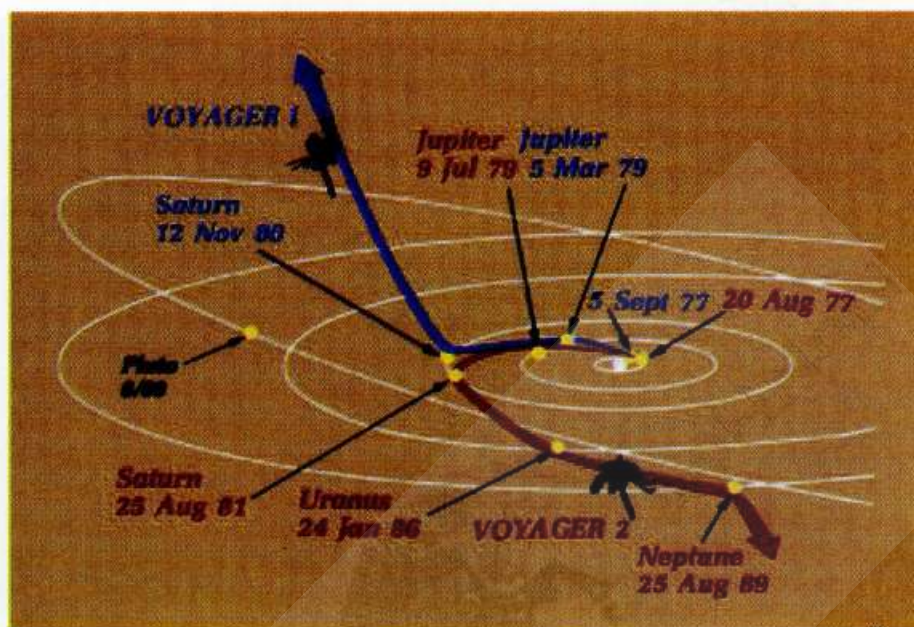 VOYAGER 1
Jupiter
9 Jul 79
Jupiter
5 Mar 79
Saturn
12 Nov 80
5 Sept 77
20 Aug 77
Pluto
8/89
Saturn
25 Aug 81
Uranus
24 Jan 86
VOYAGER 2
Neptune
25 Aug 89